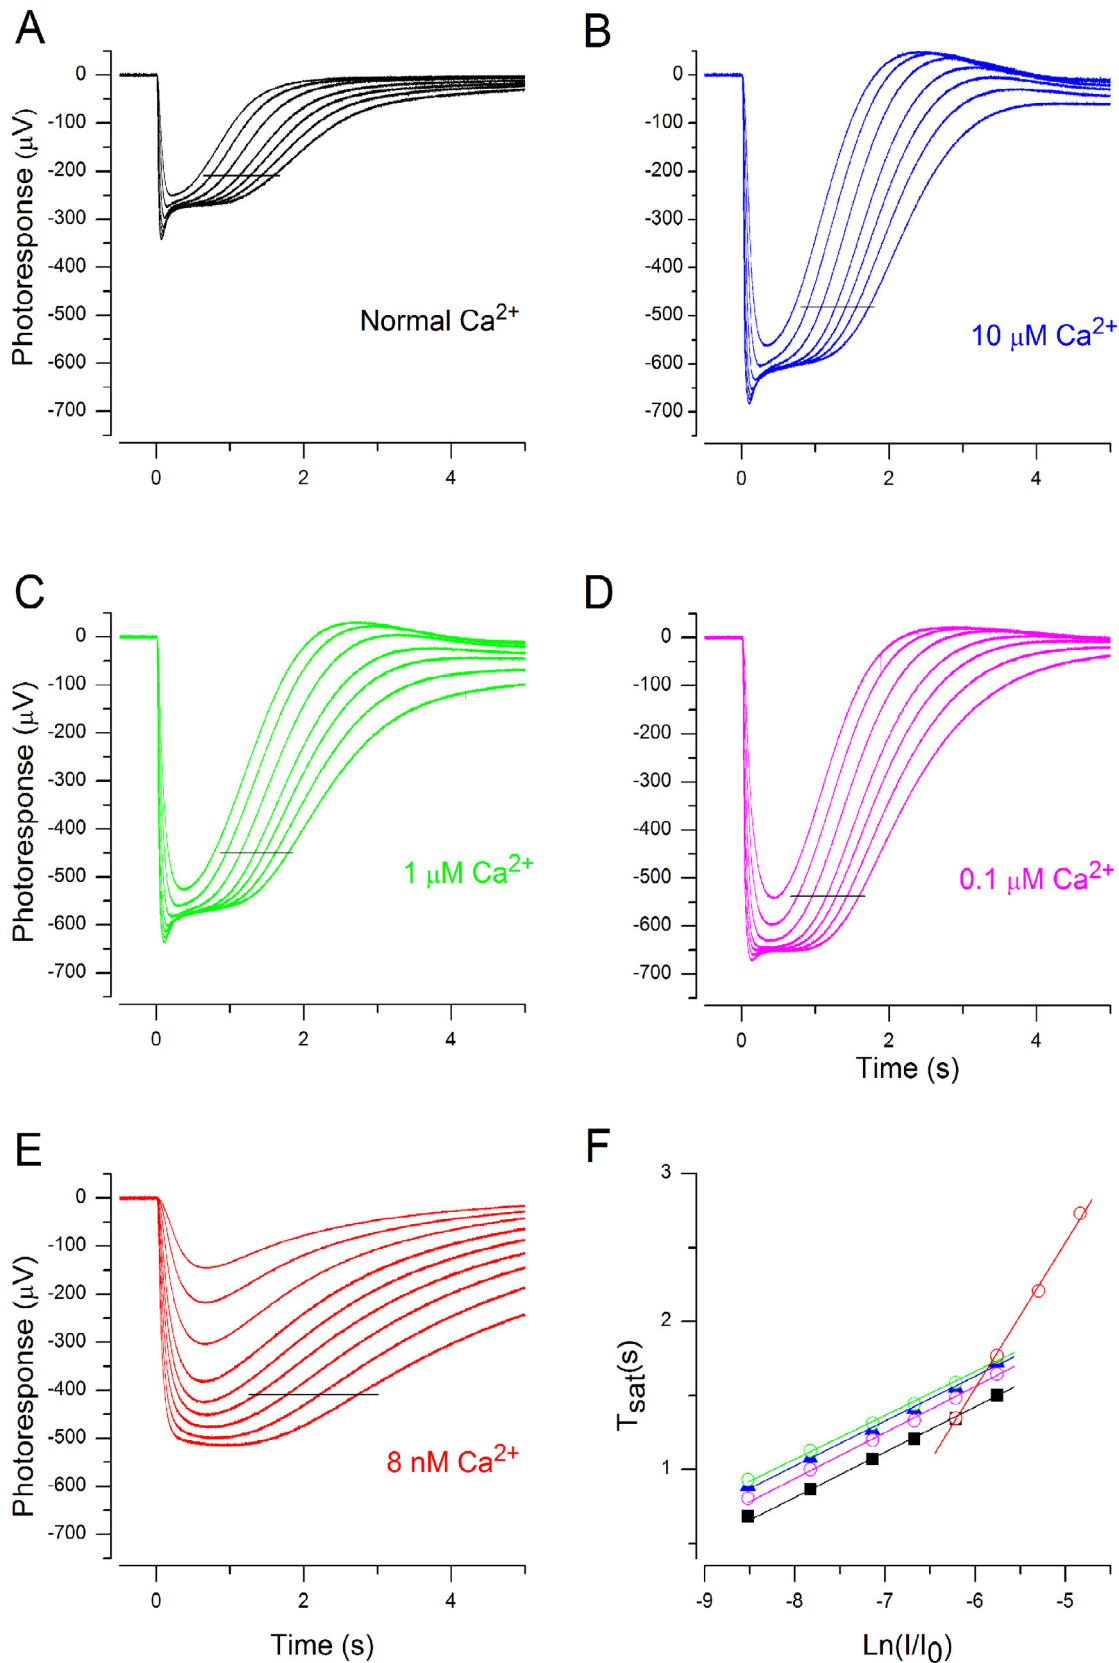 A
0
-100
-200
-300
-400
-500
-600
-700
Photoresponse (µV)
Normal Ca2+
0 2 4
B
0
-100
-200
-300
-400
-500
-600
-700
10 µM Ca2+
0 2 4
C
0
-100
-200
-300
-400
-500
-600
-700
Photoresponse (µV)
1 µM Ca2+
0 2 4
D
0
-100
-200
-300
-400
-500
-600
-700
0.1 µM Ca2+
0 2 4
Time (s)
E
0
-100
-200
-300
-400
-500
-600
-700
Photoresponse (µV)
8 nM Ca2+
0 2 4
Time (s)
F
3
2
1
Tsat(s)
-9 -8 -7 -6 -5
Ln(I/I0)